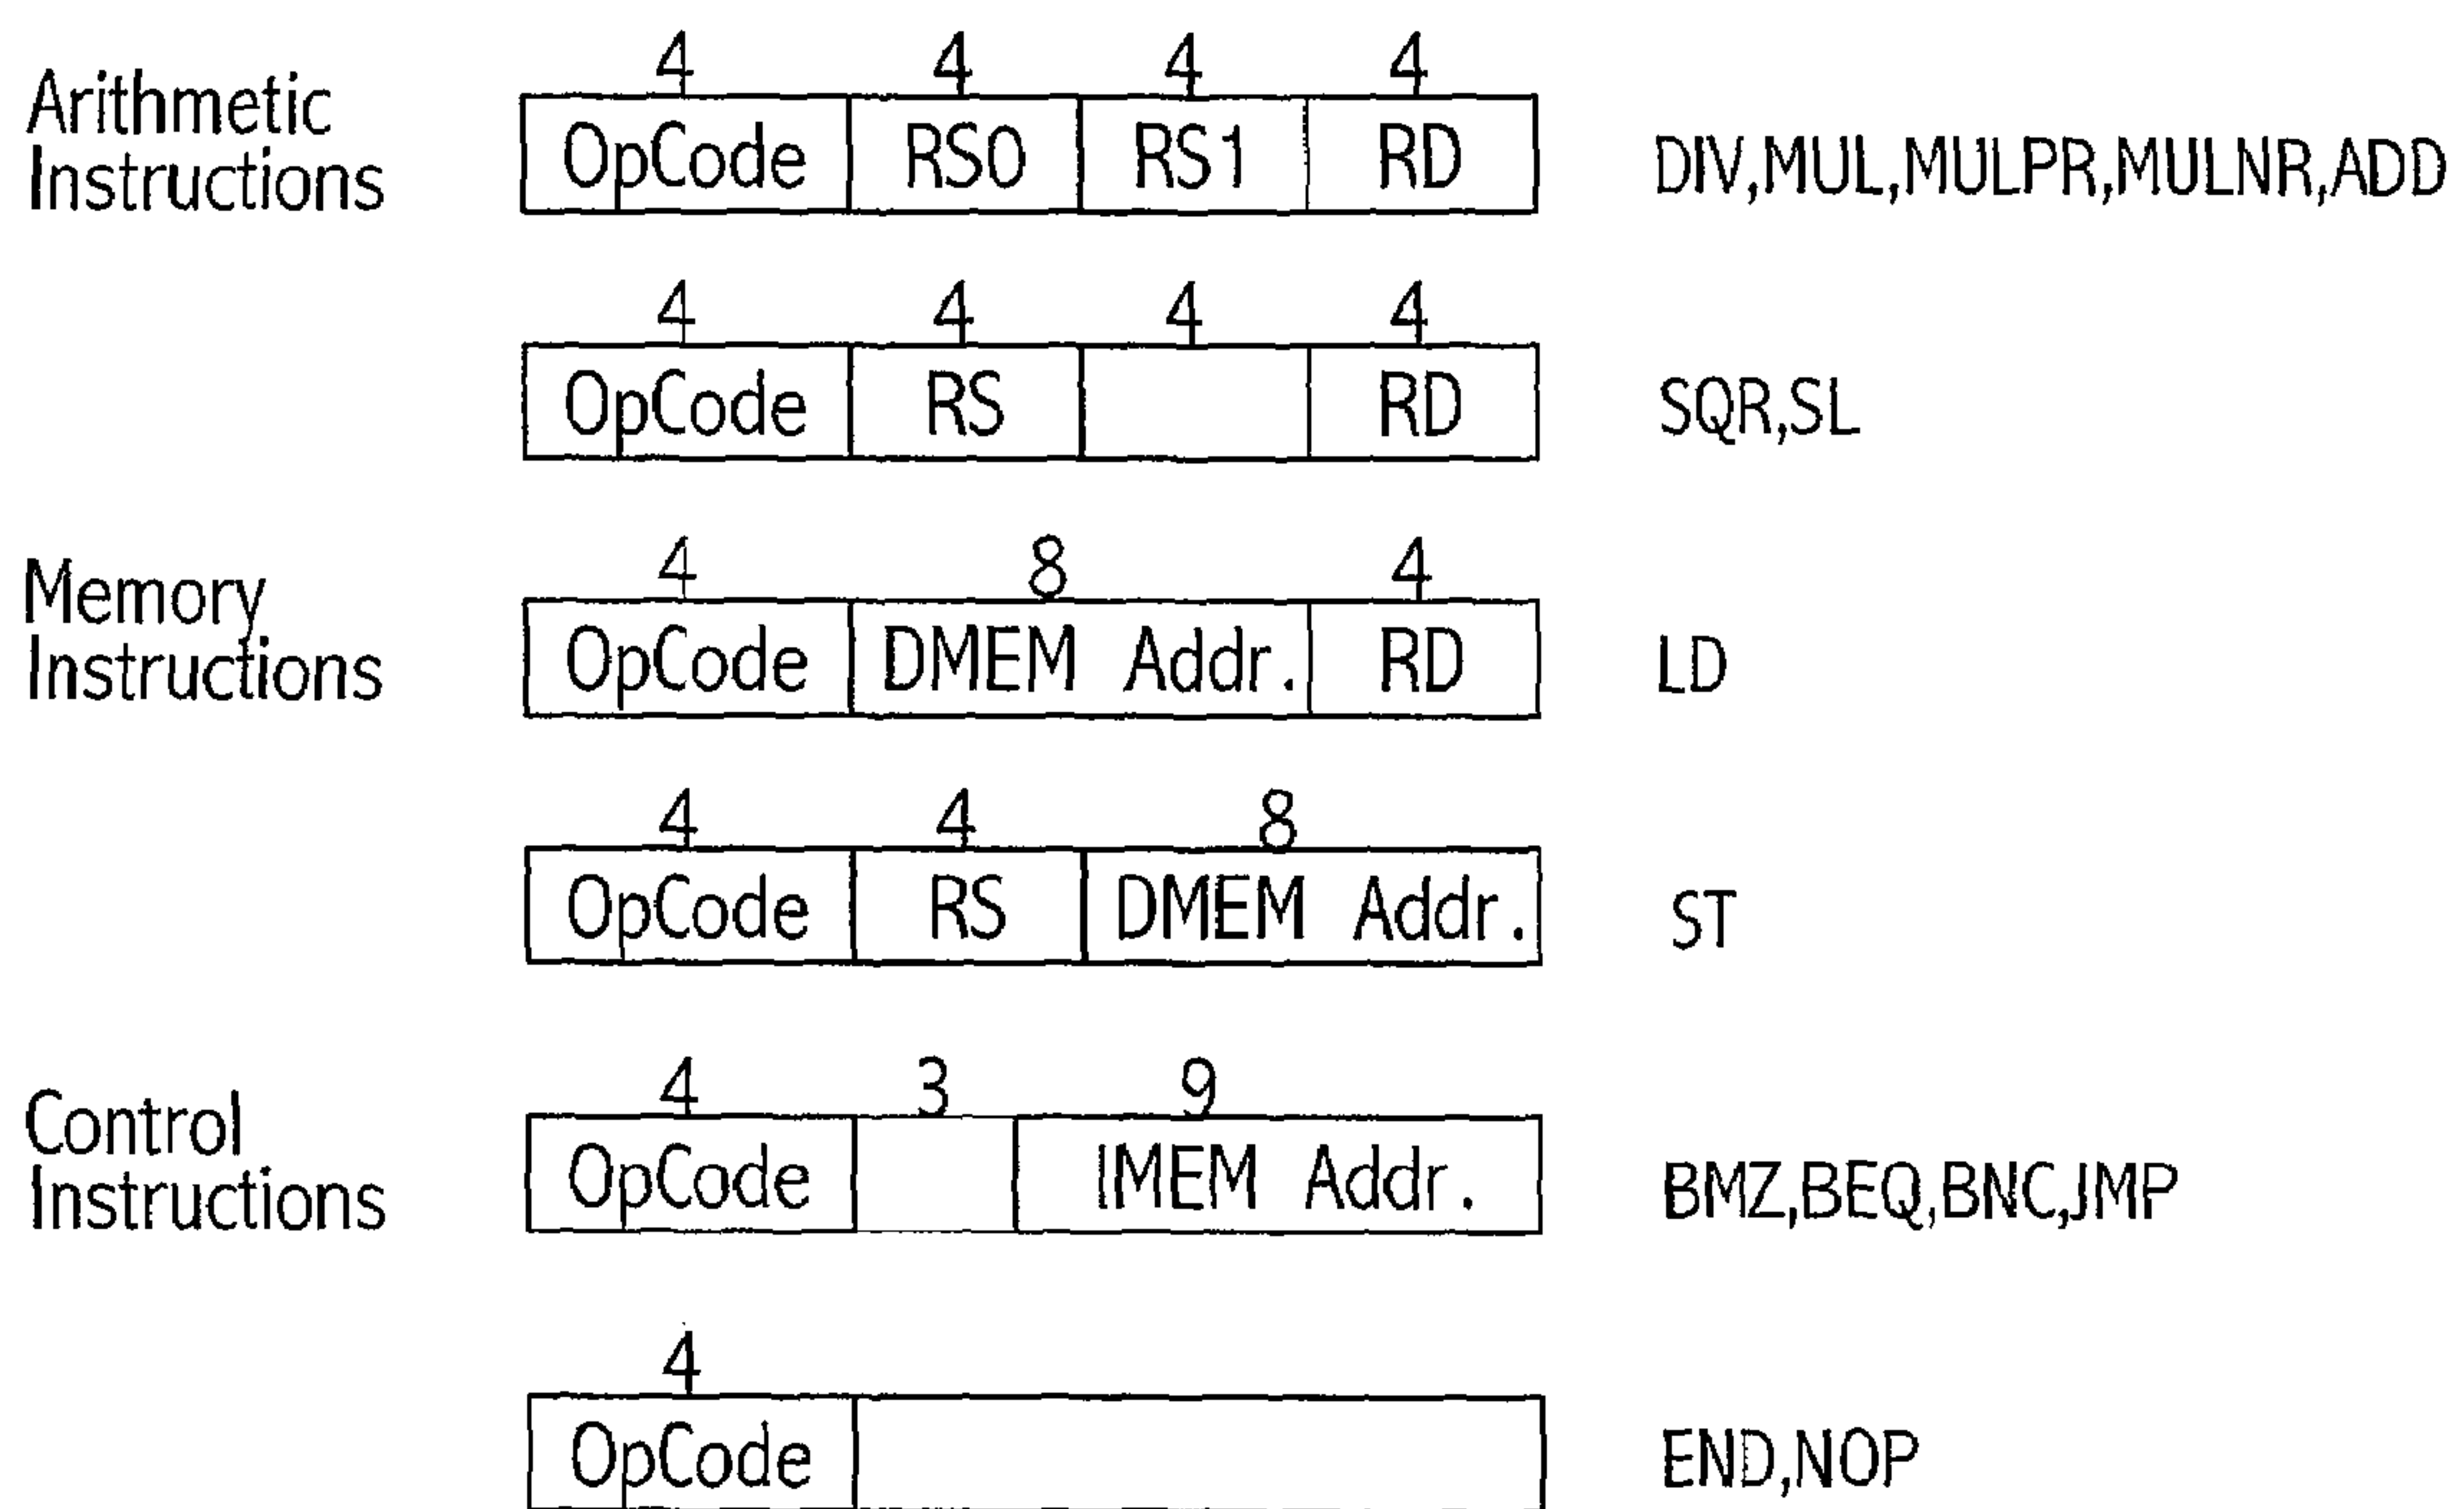 4 4 4 4
Arithmetic
Instructions
OpCode RS0 RS1 RD
DIV,MUL,MULPR,MULNR,ADD
4 4 4 4
OpCode RS RD
SQR,SL
4 8 4
Memory
Instructions
OpCode DMEM Addr. RD
LD
4 4 8
OpCode RS DMEM Addr.
ST
4 3 9
Control
Instructions
OpCode IMEM Addr.
BMZ,BEQ,BNC,JMP
4
OpCode
END,NOP